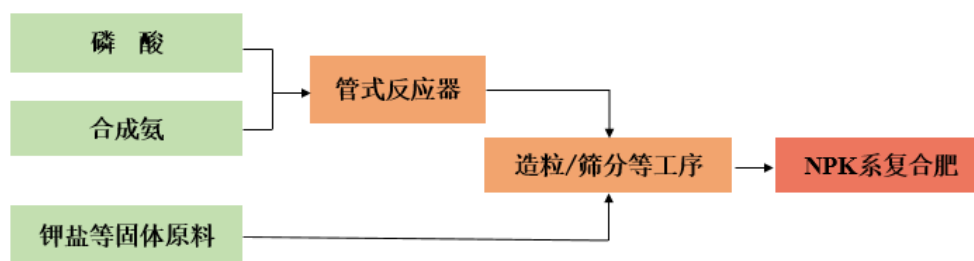 磷 酸
合成氨
管式反应器
造粒/筛分等工序
NPK系复合肥
钾盐等固体原料